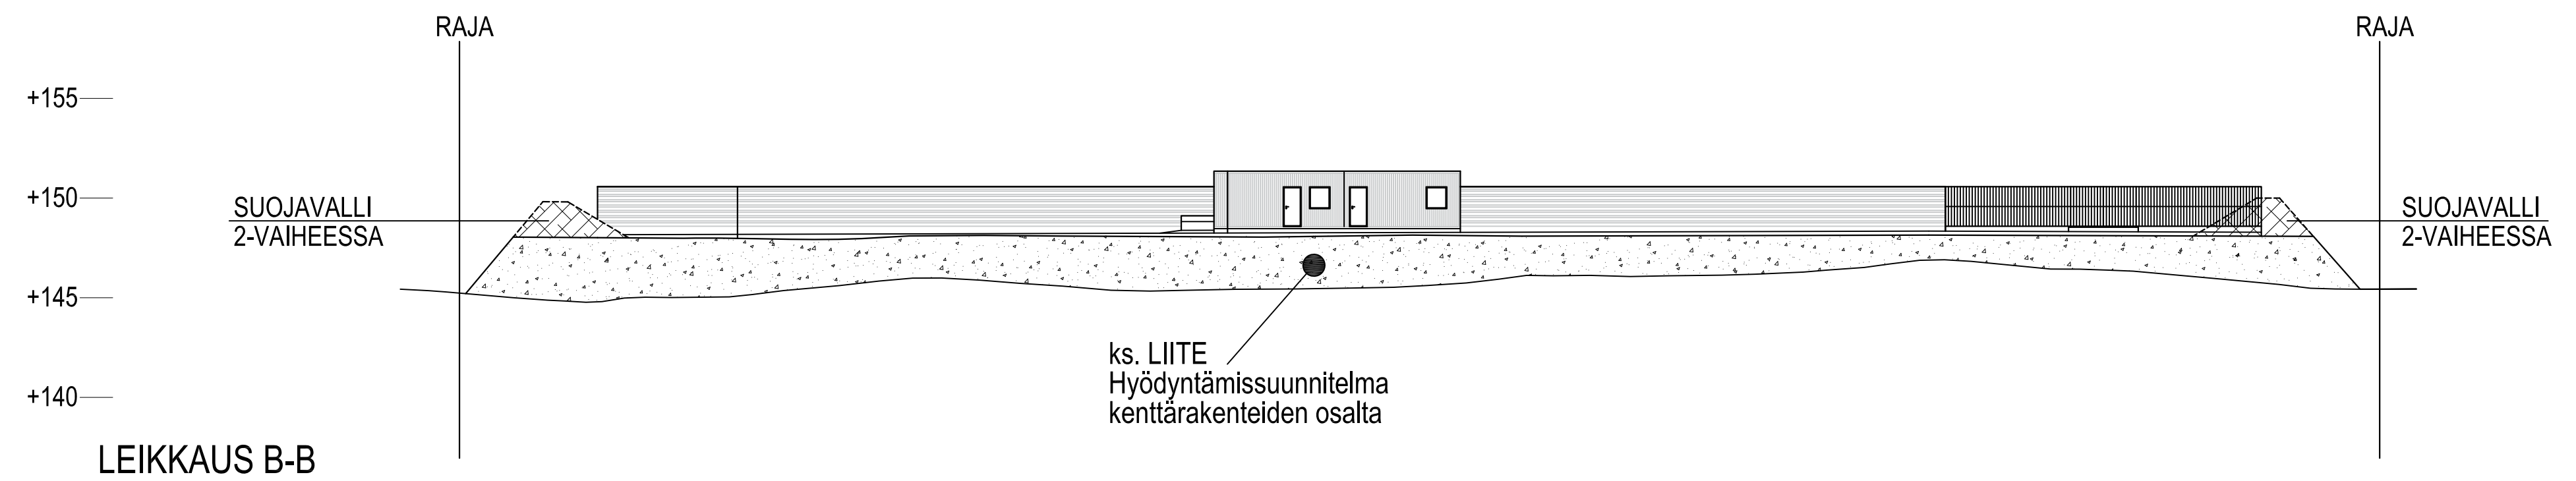 RAJA
RAJA
+155
+150
+145
+140
SUOJAVALLI
2-VAIHEESSA
SUOJAVALLI
2-VAIHEESSA
ks. LIITE
Hyödyntämissuunnitelma
kenttärakenteiden osalta
LEIKKAUS B-B